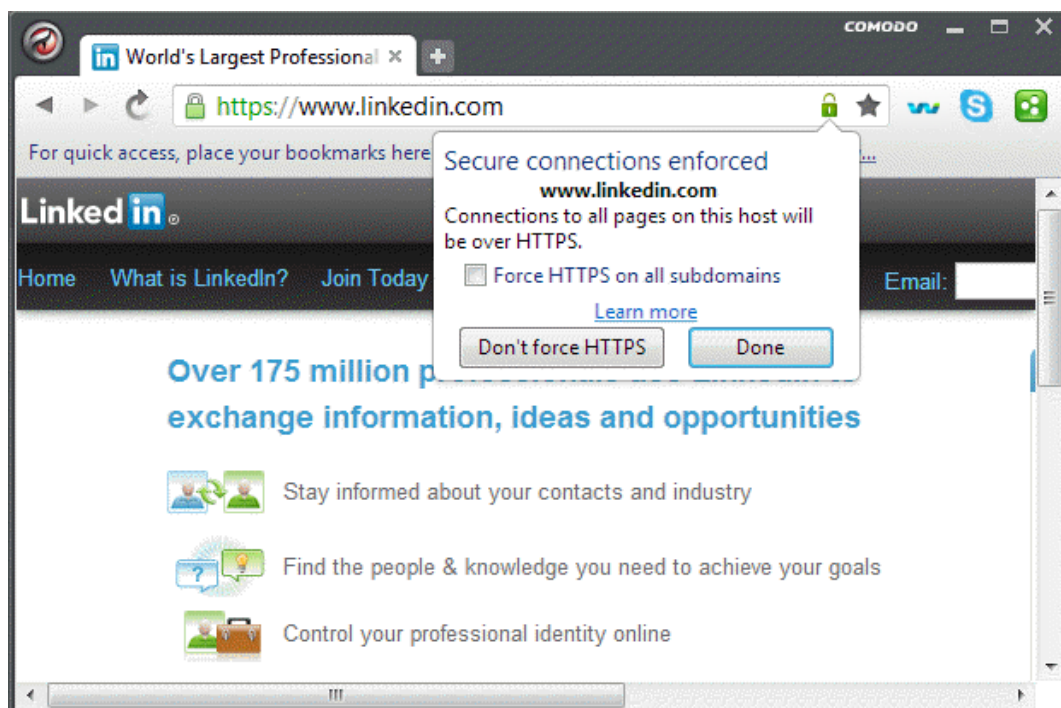 COMODO
World's Largest Professional
https://www.linkedin.com
For quick access, place your bookmarks here
Secure connections enforced
www.linkedin.com
Connections to all pages on this host will
be over HTTPS.
Force HTTPS on all subdomains
Learn more
Don't force HTTPS
Done
Linked in ®
Home What is LinkedIn? Join Today Email:
Over 175 million professionals use LinkedIn to
exchange information, ideas and opportunities
Stay informed about your contacts and industry
Find the people & knowledge you need to achieve your goals
Control your professional identity online